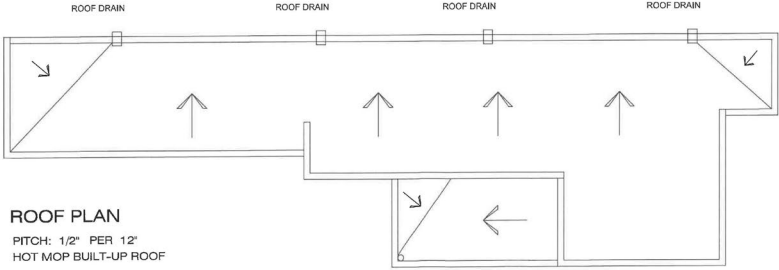 ROOF DRAIN ROOF DRAIN ROOF DRAIN ROOF DRAIN
ROOF PLAN
PITCH: 1/2" PER 12"
HOT MOP BUILT-UP ROOF